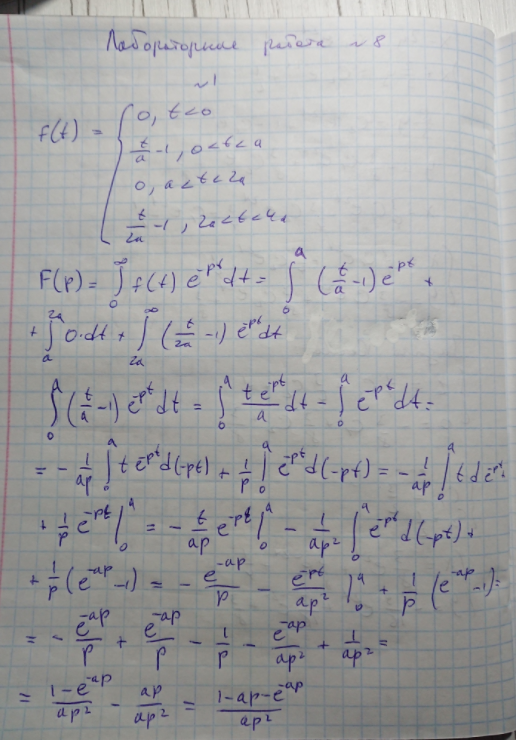 Лабораторная работа №8
№1
f(t) = { 0, t<0
t/a -1, 0<t<a
0, a<t<2a
t/2a -1, 2a<t<4a
F(p) = ∫₀^∞ f(t) e^{-pt} dt = ∫₀^a (t/a -1) e^{-pt} +
+ ∫_a^{2a} 0·dt + ∫_{2a}^∞ (t/2a -1) e^{-pt} dt
∫₀^a (t/a -1) e^{-pt} dt = ∫₀^a t e^{-pt}/a dt - ∫₀^a e^{-pt} dt =
= - 1/ap ∫₀^a t e^{-pt} d(-pt) + 1/p ∫₀^a e^{-pt} d(-pt) = - 1/ap ∫₀^a t d e^{-pt} +
+ 1/p e^{-pt} |₀^a = - t/ap e^{-pt} |₀^a - 1/ap² ∫₀^a e^{-pt} d(-pt) +
+ 1/p (e^{-ap} -1) = - e^{-ap}/p - e^{-pt}/ap² |₀^a + 1/p (e^{-ap} -1) =
= - e^{-ap}/p + e^{-ap}/p - 1/p - e^{-ap}/ap² + 1/ap² =
= 1-e^{-ap}/ap² - ap/ap² = 1-ap-e^{-ap}/ap²